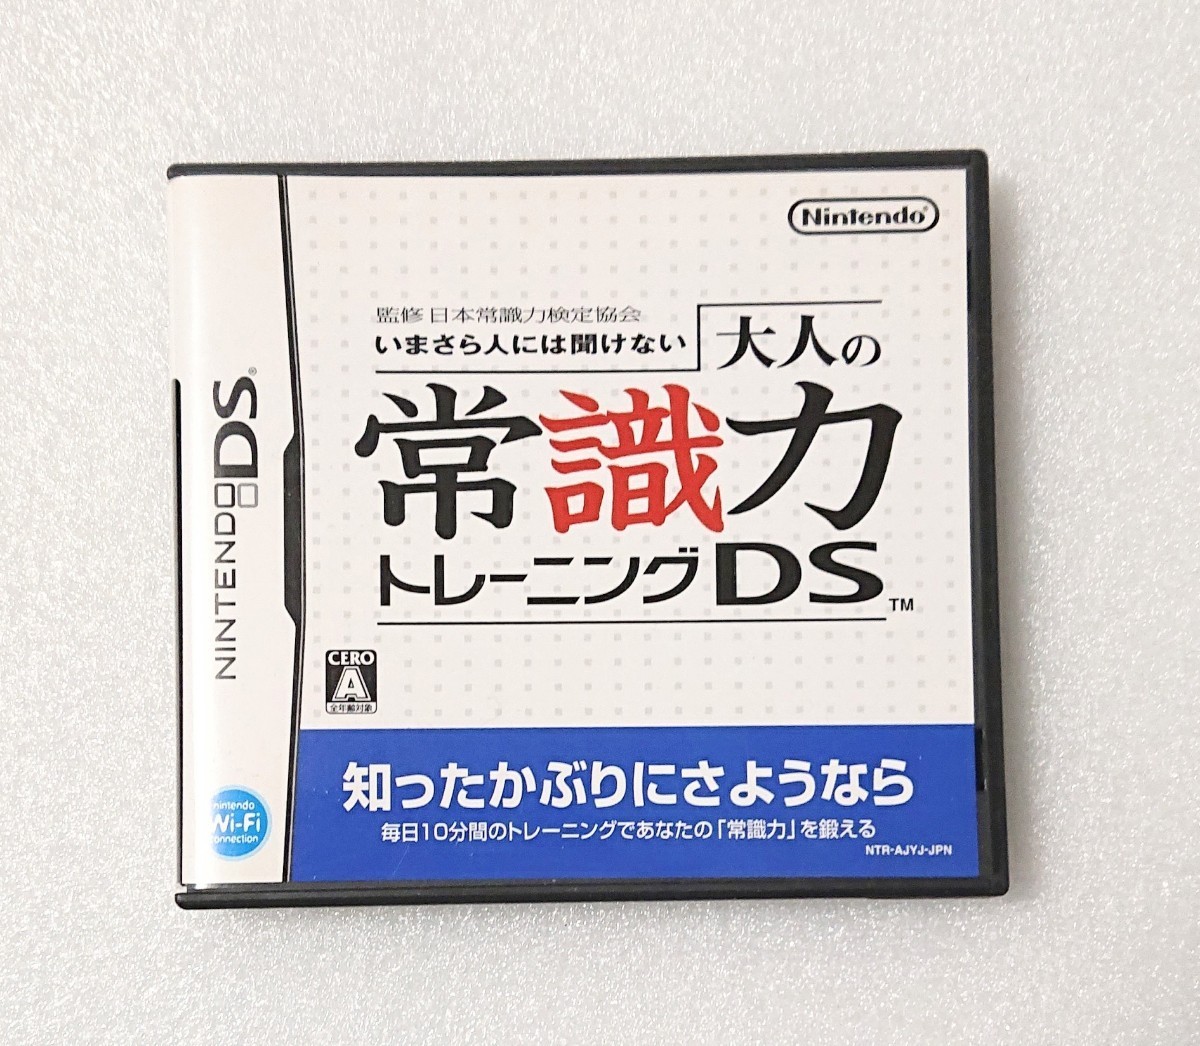 Nintendo®
監修 日本常識力検定協会
いまさら人には聞けない
大人の
常識力
トレーニングDS™
CERO
A
全年齢対象
知ったかぶりにさようなら
毎日10分間のトレーニングであなたの「常識力」を鍛える
NTR-AJYJ-JPN
NINTENDO DS®
Nintendo
Wi-Fi
connection